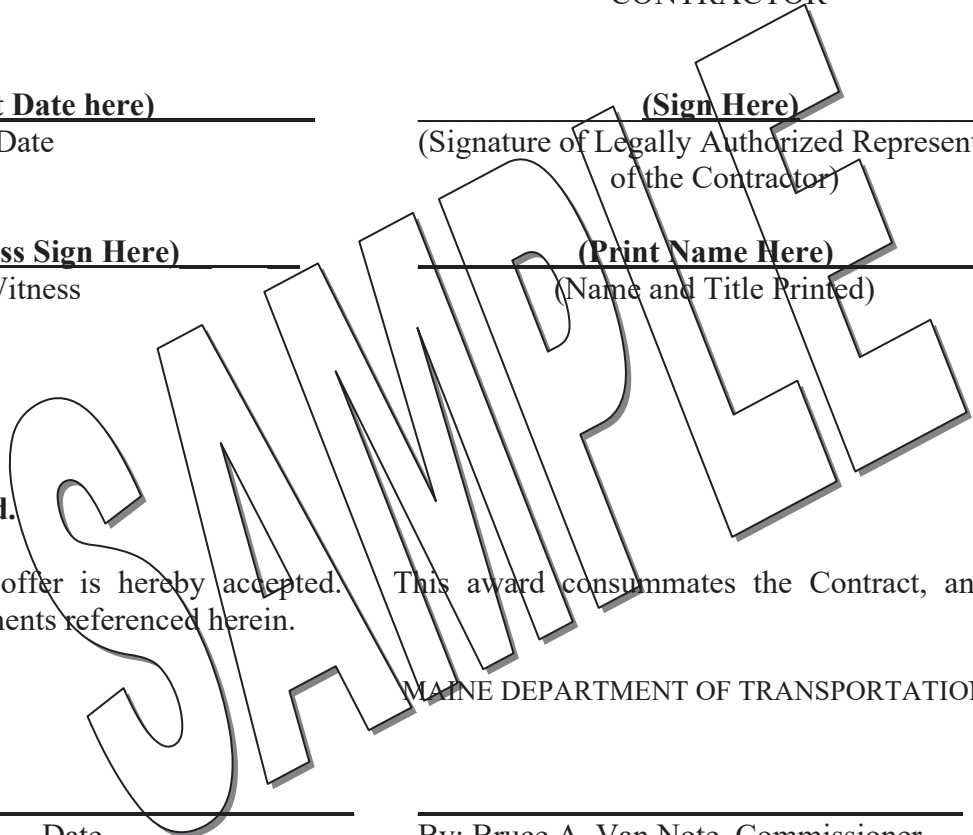 CONTRACTOR
t Date here) (Sign Here)
Date (Signature of Legally Authorized Represent
of the Contractor)
ss Sign Here) (Print Name Here)
Witness (Name and Title Printed)
d.
offer is hereby accepted. This award consummates the Contract, an
ments referenced herein.
MAINE DEPARTMENT OF TRANSPORTATION
Date By: Bruce A. Van Note, Commissioner
SAMPLE